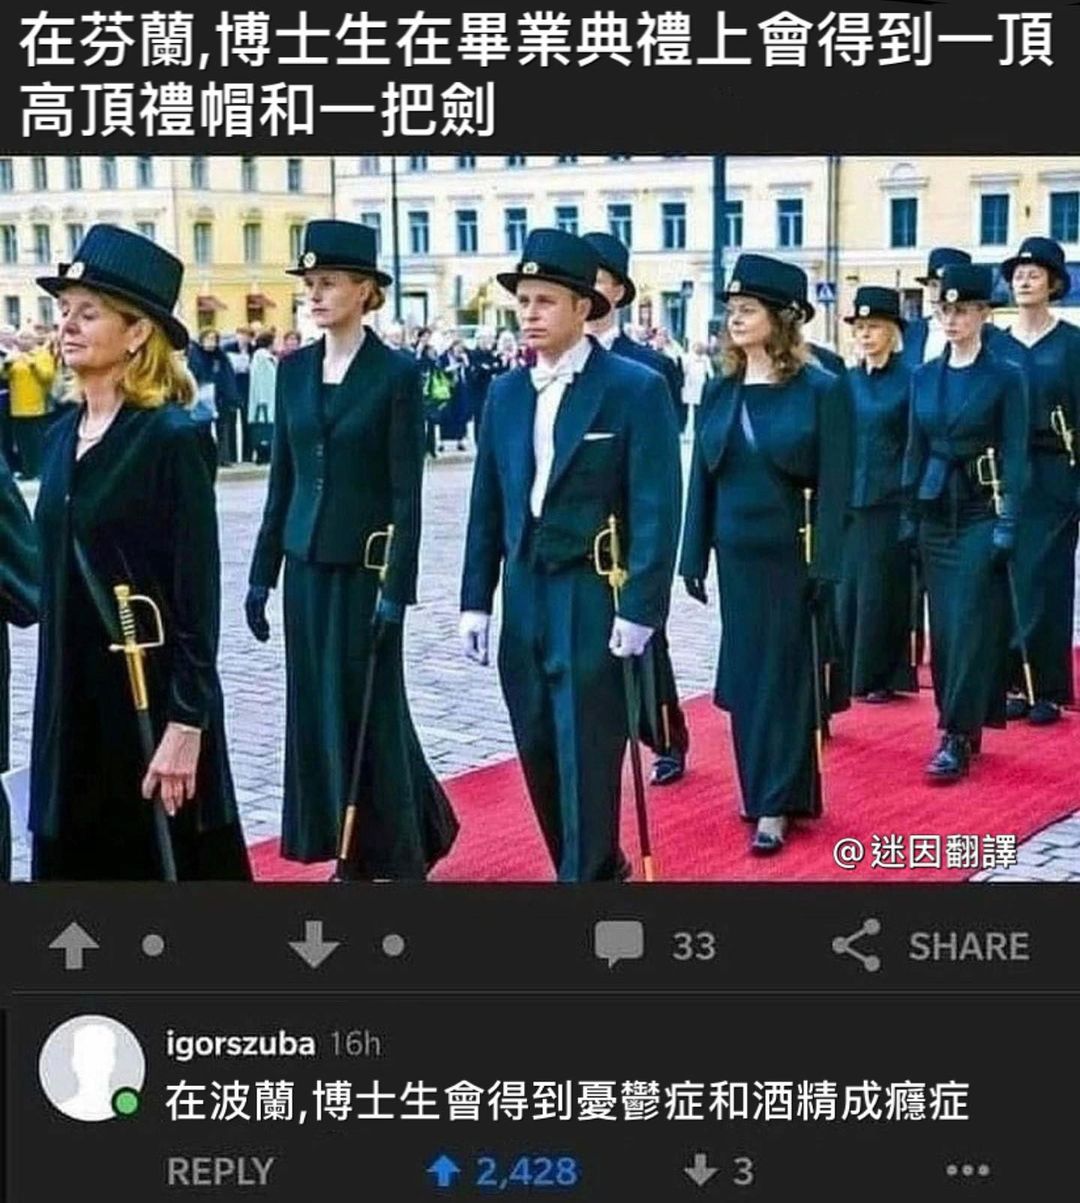 在芬蘭,博士生在畢業典禮上會得到一頂
高頂禮帽和一把劍
@迷因翻譯
33
SHARE
igorszuba 16h
在波蘭,博士生會得到憂鬱症和酒精成癮症
REPLY 2,428 3